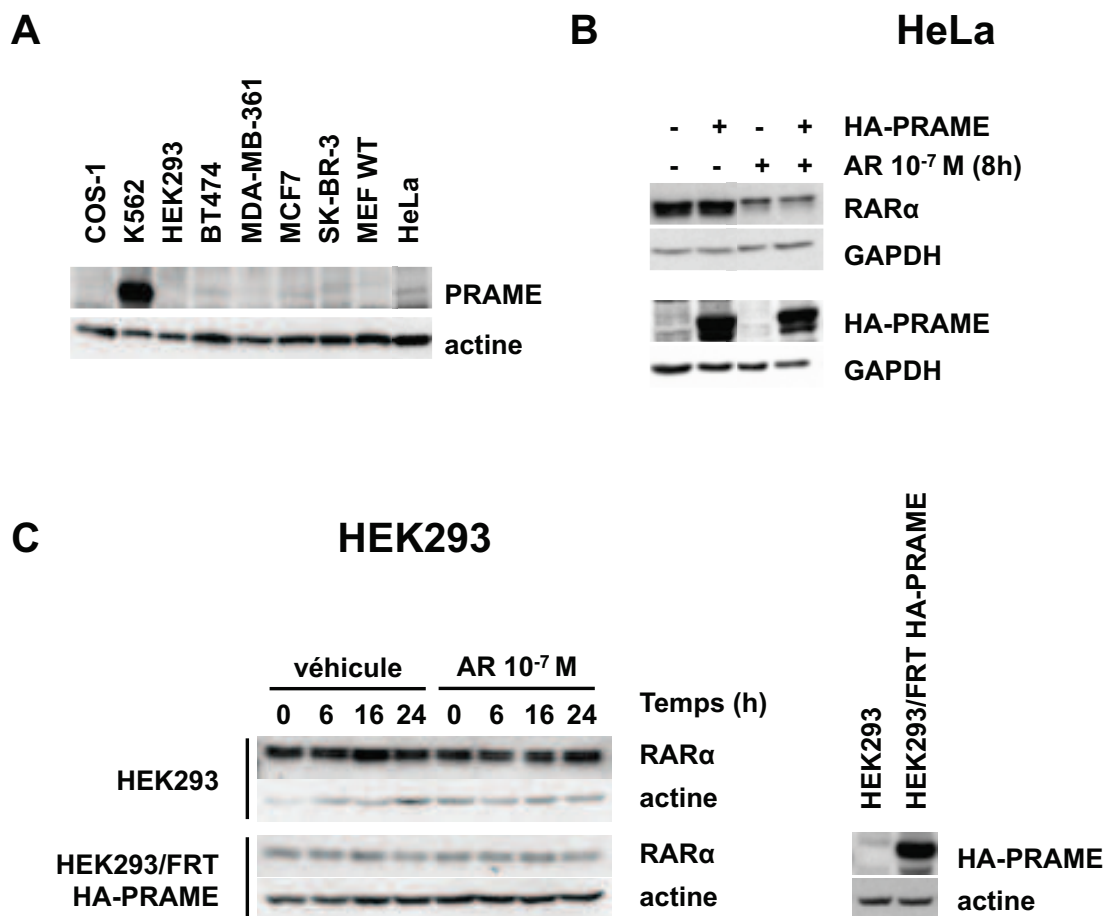 A
COS-1
K562
HEK293
BT474
MDA-MB-361
MCF7
SK-BR-3
MEF WT
HeLa
PRAME
actine
B
HeLa
- + - + HA-PRAME
- - + + AR 10⁻⁷ M (8h)
RARα
GAPDH
HA-PRAME
GAPDH
C
HEK293
véhicule AR 10⁻⁷ M
0 6 16 24 0 6 16 24 Temps (h)
HEK293
RARα
actine
HEK293/FRT
HA-PRAME
RARα
actine
HEK293
HEK293/FRT HA-PRAME
HA-PRAME
actine